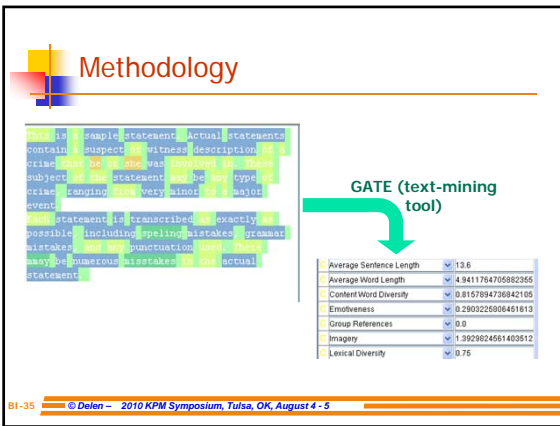 Methodology
This is a sample statement. Actual statements
contain a suspect or witness description of a
crime that he or she was involved in. These
subject of the statement may be any type of
crime ranging from very minor to a major
event.
Each statement is transcribed as exactly as
possible including speling mistakes, grammar
mistakes, and any punctuation used. There
mmay be numerous misstakes in the actual
statement.
GATE (text-mining
tool)
Average Sentence Length 13.6
Average Word Length 4.9411764705882355
Content Word Diversity 0.8157894736842105
Emotiveness 0.2903225806451613
Group References 0.0
Imagery 1.3929824561403512
Lexical Diversity 0.75
BI-35 © Delen – 2010 KPM Symposium, Tulsa, OK, August 4 - 5